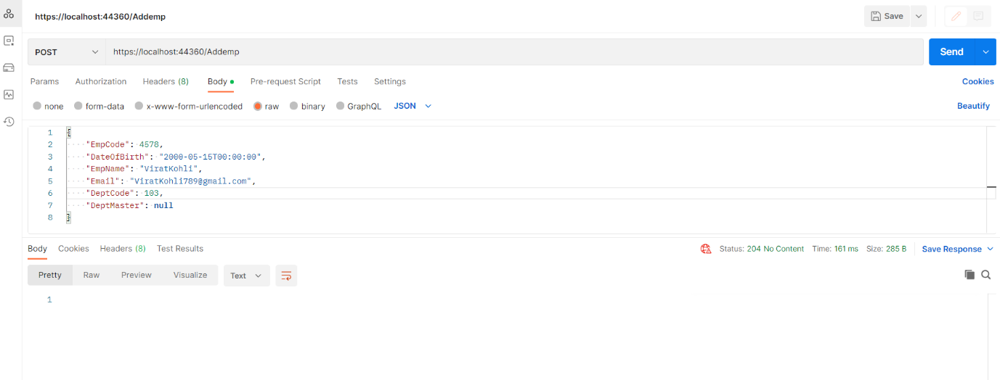 https://localhost:44360/Addemp
Save
POST
https://localhost:44360/Addemp
Send
Params Authorization Headers (8) Body Pre-request Script Tests Settings Cookies
none form-data x-www-form-urlencoded raw binary GraphQL JSON Beautify
1 {
2 "EmpCode": 4578,
3 "DateOfBirth": "2000-05-15T00:00:00",
4 "EmpName": "ViratKohli",
5 "Email": "ViratKohli789@gmail.com",
6 "DeptCode": 103,
7 "DeptMaster": null
8 }
Body Cookies Headers (8) Test Results Status: 204 No Content Time: 161 ms Size: 285 B Save Response
Pretty Raw Preview Visualize Text
1